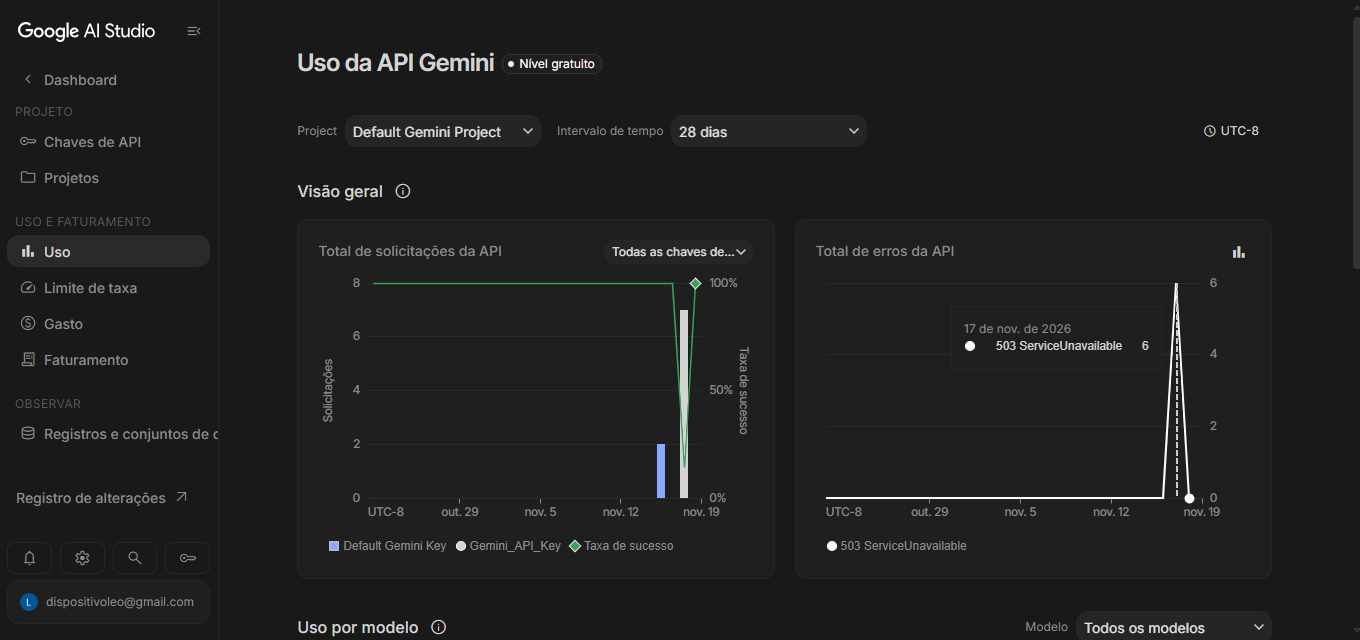 Google AI Studio
Dashboard
PROJETO
Chaves de API
Projetos
USO E FATURAMENTO
Uso
Limite de taxa
Gasto
Faturamento
OBSERVAR
Registros e conjuntos de d
Registro de alterações
L dispositivoleo@gmail.com
Uso da API Gemini Nível gratuito
Project Default Gemini Project Intervalo de tempo 28 dias UTC-8
Visão geral
Total de solicitações da API Todas as chaves de...
8 100%
6
4 50%
2
0 0%
Solicitações
Taxa de sucesso
UTC-8 out. 29 nov. 5 nov. 12 nov. 19
Default Gemini Key Gemini_API_Key Taxa de sucesso
Total de erros da API
6
17 de nov. de 2026
503 ServiceUnavailable 6
4
2
0
UTC-8 out. 29 nov. 5 nov. 12 nov. 19
503 ServiceUnavailable
Uso por modelo Modelo Todos os modelos